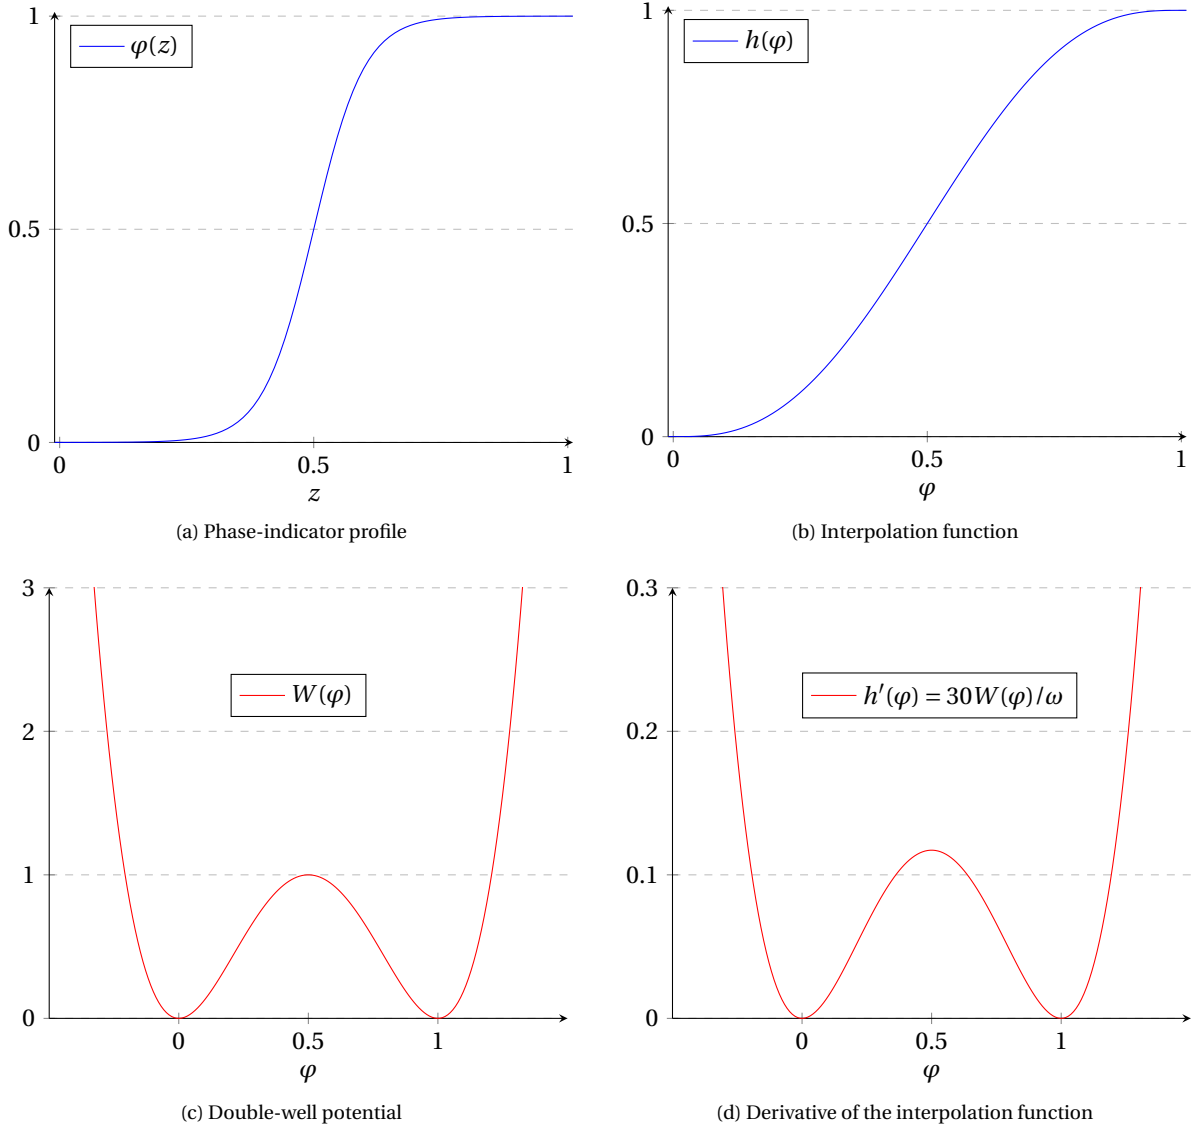 1
φ(z)
0.5
0
0
0.5
1
z
(a) Phase-indicator profile
1
h(φ)
0.5
0
0
0.5
1
φ
(b) Interpolation function
3
W(φ)
2
1
0
0
0.5
1
φ
(c) Double-well potential
0.3
h′(φ) = 30W(φ)/ω
0.2
0.1
0
0
0.5
1
φ
(d) Derivative of the interpolation function